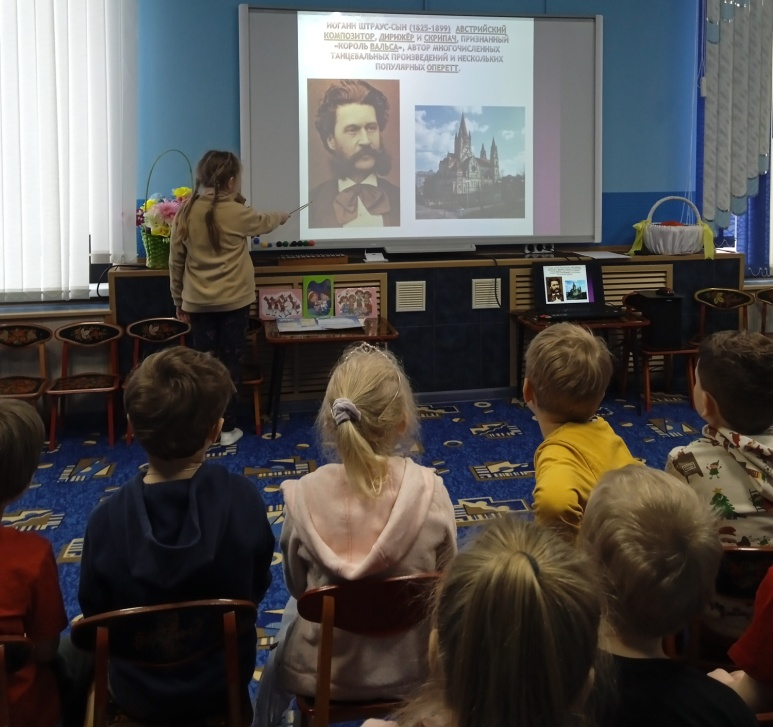 ИОГАНН ШТРАУС-СЫН (1825-1899) АВСТРИЙСКИЙ
КОМПОЗИТОР, ДИРИЖЁР И СКРИПАЧ, ПРИЗНАННЫЙ
«КОРОЛЬ ВАЛЬСА», АВТОР МНОГОЧИСЛЕННЫХ
ТАНЦЕВАЛЬНЫХ ПРОИЗВЕДЕНИЙ И НЕСКОЛЬКИХ
ПОПУЛЯРНЫХ ОПЕРЕТТ.